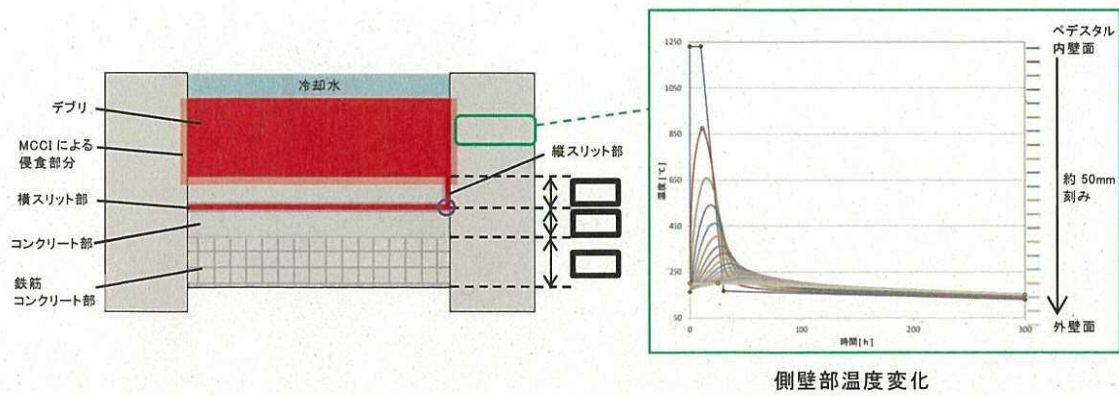 冷却水
デブリ
MCCIによる
侵食部分
横スリット部
コンクリート部
鉄筋
コンクリート部
縦スリット部
1250
1050
850
650
450
250
50
温度[℃]
0
100
200
300
時間[h]
ペデスタル
内壁面
約50mm
刻み
外壁面
側壁部温度変化